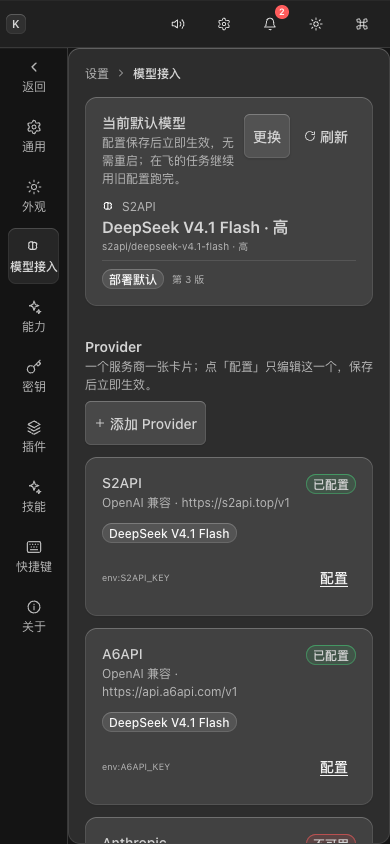 K
2
返回
通用
外观
模型接入
能力
密钥
插件
技能
快捷键
关于
设置 > 模型接入
当前默认模型
配置保存后立即生效，无
需重启；在飞的任务继续
用旧配置跑完。
更换
刷新
S2API
DeepSeek V4.1 Flash · 高
s2api/deepseek-v4.1-flash · 高
部署默认 第 3 版
Provider
一个服务商一张卡片；点「配置」只编辑这一个，保存
后立即生效。
+ 添加 Provider
S2API 已配置
OpenAI 兼容 · https://s2api.top/v1
DeepSeek V4.1 Flash
env:S2API_KEY 配置
A6API 已配置
OpenAI 兼容 ·
https://api.a6api.com/v1
DeepSeek V4.1 Flash
env:A6API_KEY 配置
Anthropic 不可用